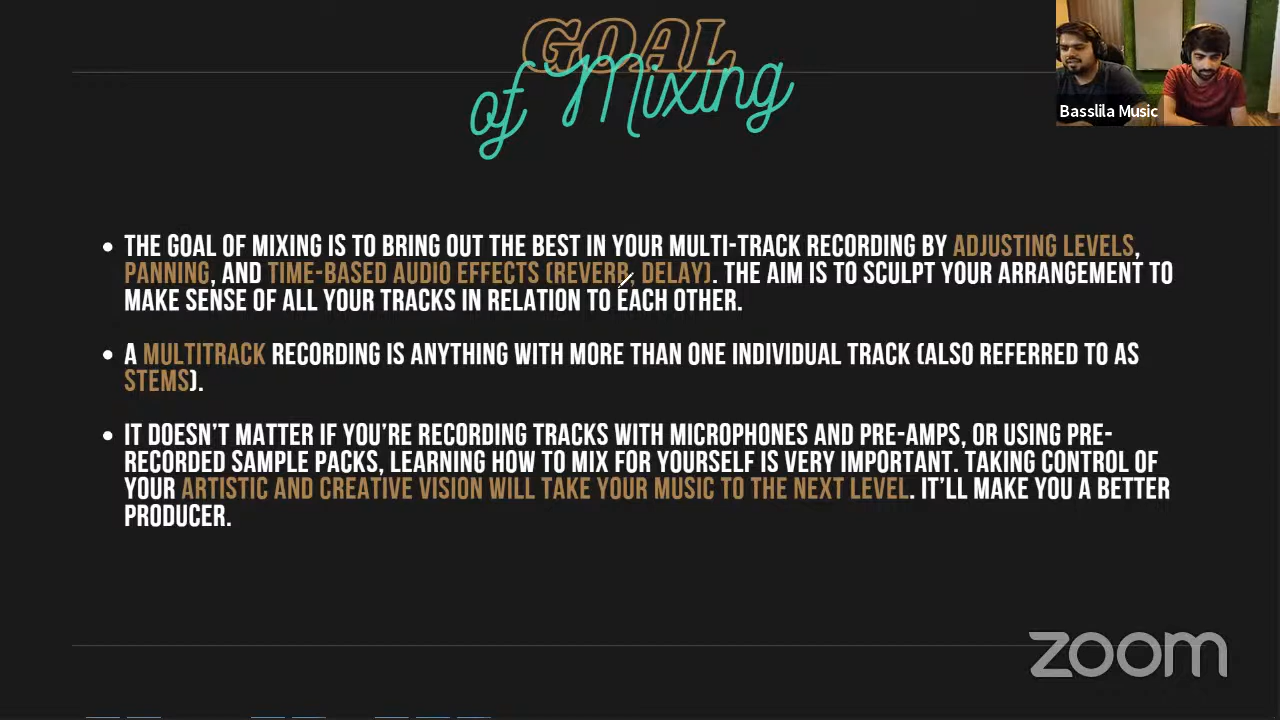 GOAL
of Mixing
Basslila Music
• THE GOAL OF MIXING IS TO BRING OUT THE BEST IN YOUR MULTI-TRACK RECORDING BY ADJUSTING LEVELS,
PANNING, AND TIME-BASED AUDIO EFFECTS (REVERB, DELAY). THE AIM IS TO SCULPT YOUR ARRANGEMENT TO
MAKE SENSE OF ALL YOUR TRACKS IN RELATION TO EACH OTHER.
• A MULTITRACK RECORDING IS ANYTHING WITH MORE THAN ONE INDIVIDUAL TRACK (ALSO REFERRED TO AS
STEMS).
• IT DOESN'T MATTER IF YOU'RE RECORDING TRACKS WITH MICROPHONES AND PRE-AMPS, OR USING PRE-
RECORDED SAMPLE PACKS, LEARNING HOW TO MIX FOR YOURSELF IS VERY IMPORTANT. TAKING CONTROL OF
YOUR ARTISTIC AND CREATIVE VISION WILL TAKE YOUR MUSIC TO THE NEXT LEVEL. IT'LL MAKE YOU A BETTER
PRODUCER.
zoom